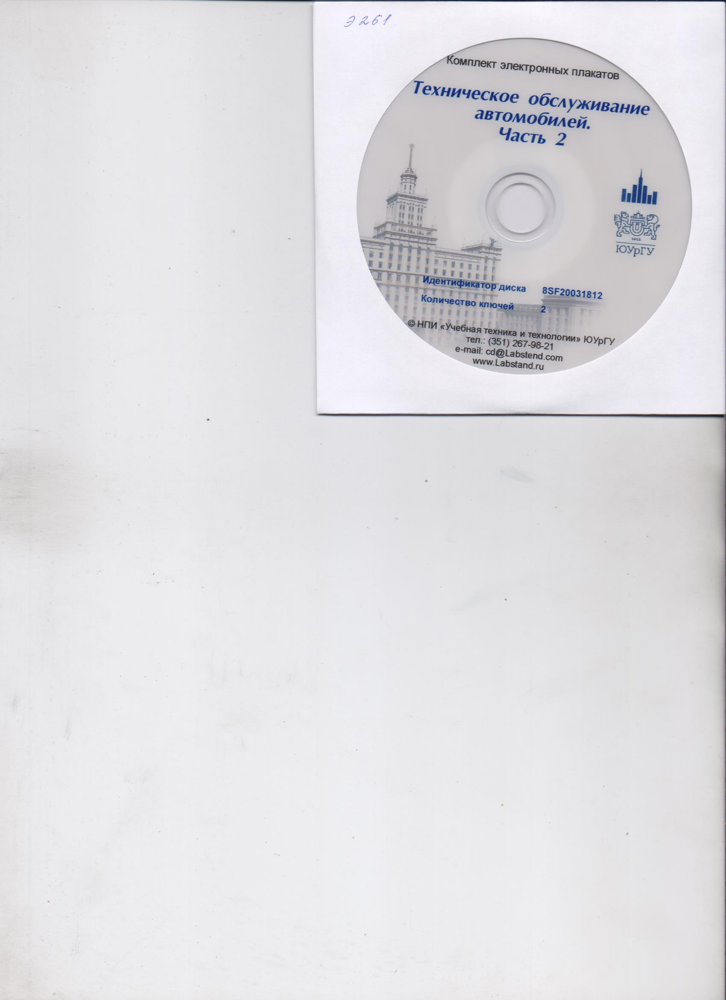 Э261
Комплект электронных плакатов
Техническое обслуживание
автомобилей.
Часть 2
1943
ЮУрГУ
Идентификатор диска 8SF20031812
Количество ключей 2
© НПИ «Учебная техника и технологии» ЮУрГУ
тел.: (351) 267-98-21
e-mail: cd@Labstend.com
www.Labstand.ru